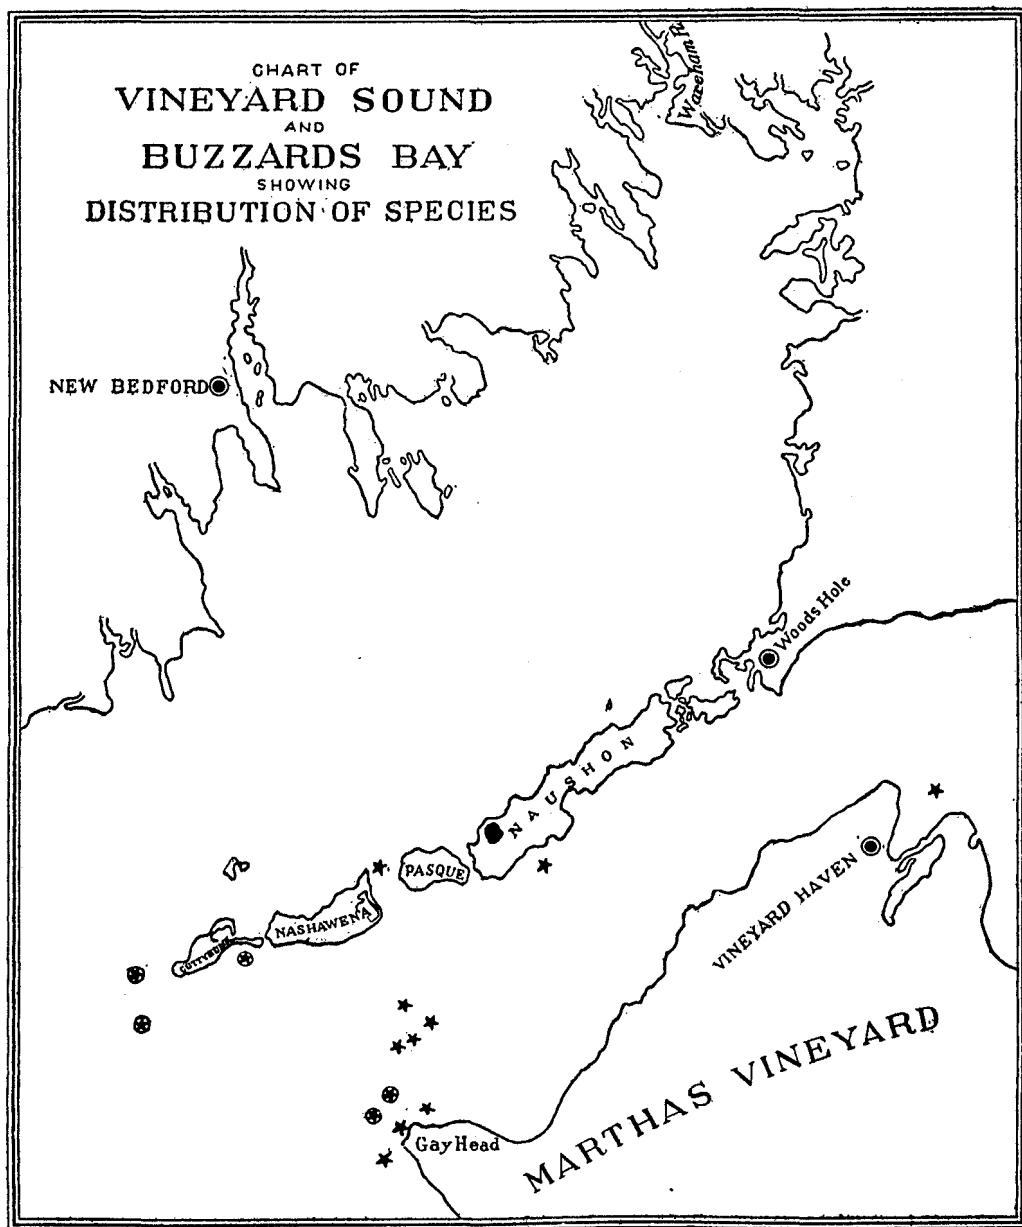 CHART OF
VINEYARD SOUND
AND
BUZZARDS BAY
SHOWING
DISTRIBUTION OF SPECIES
Wareham
NEW BEDFORD
Woods Hole
NAUSHON
PASQUE
NASHAWENA
VINEYARD HAVEN
MARTHAS VINEYARD
Gay Head